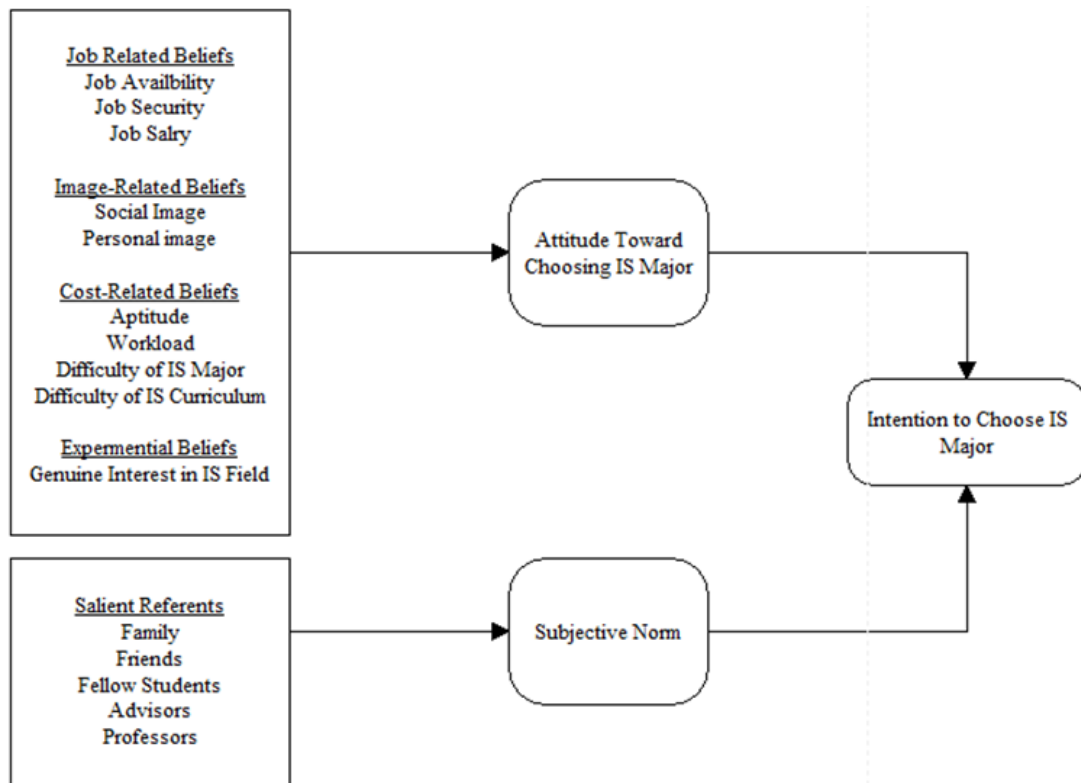 Job Related Beliefs
Job Availbility
Job Security
Job Salry
Image-Related Beliefs
Social Image
Personal image
Cost-Related Beliefs
Aptitude
Workload
Difficulty of IS Major
Difficulty of IS Curriculum
Expermential Beliefs
Genuine Interest in IS Field
Attitude Toward
Choosing IS Major
Intention to Choose IS
Major
Salient Referents
Family
Friends
Fellow Students
Advisors
Professors
Subjective Norm